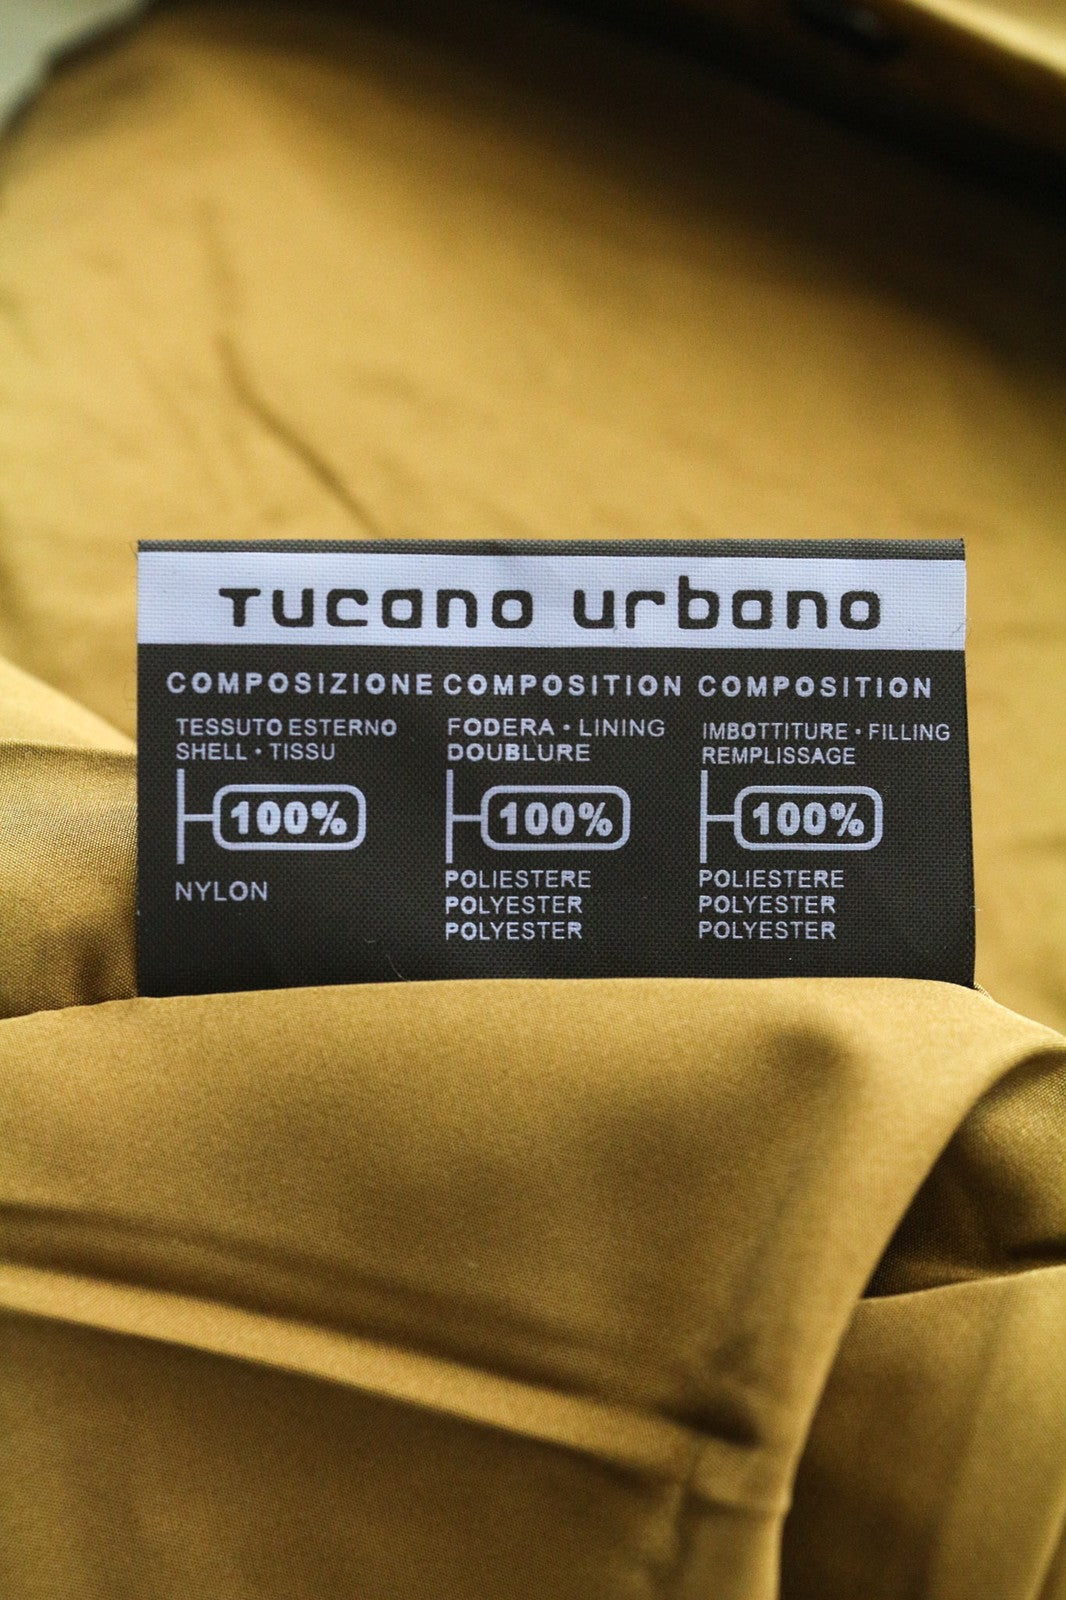 Tucano urbano
COMPOSIZIONE COMPOSITION COMPOSITION
TESSUTO ESTERNO
SHELL · TISSU
100%
NYLON
FODERA · LINING
DOUBLURE
100%
POLIESTERE
POLYESTER
POLYESTER
IMBOTTITURE · FILLING
REMPLISSAGE
100%
POLIESTERE
POLYESTER
POLYESTER